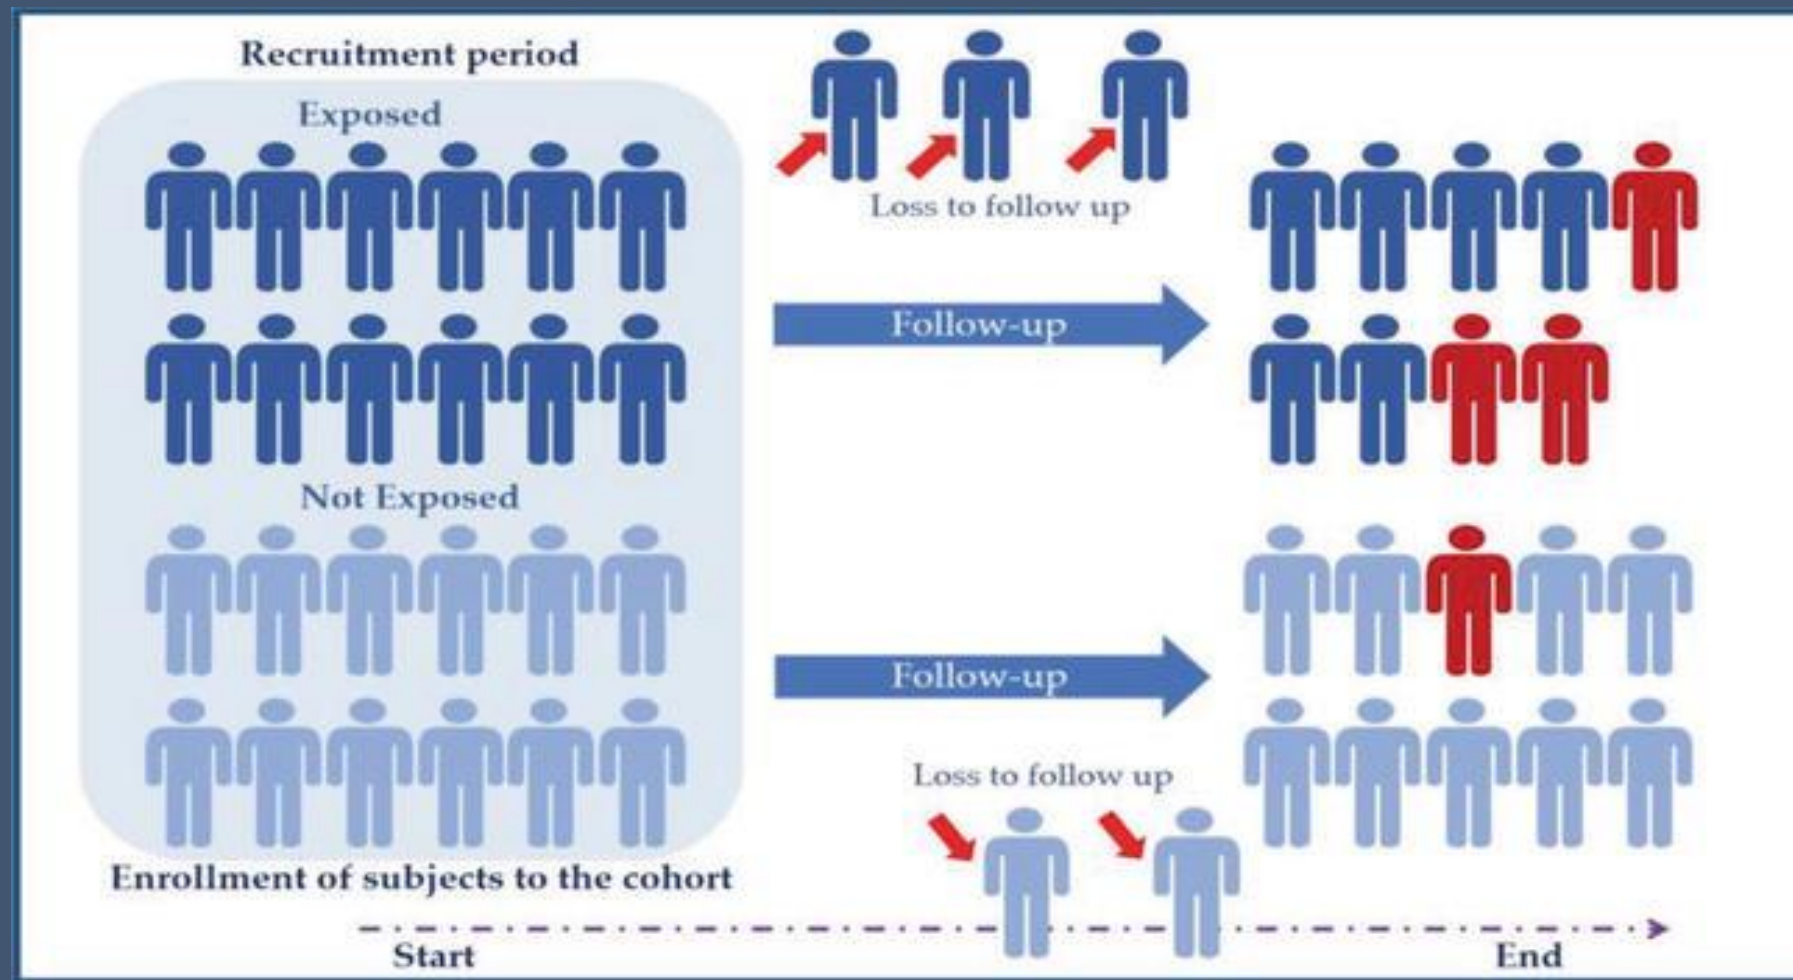 Recruitment period
Exposed
Loss to follow up
Follow-up
Not Exposed
Follow-up
Loss to follow up
Enrollment of subjects to the cohort
Start
End